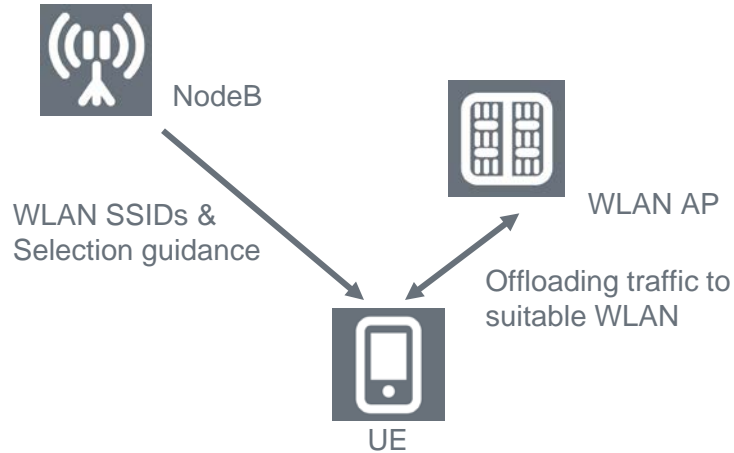 NodeB
WLAN SSIDs &
Selection guidance
WLAN AP
Offloading traffic to
suitable WLAN
UE